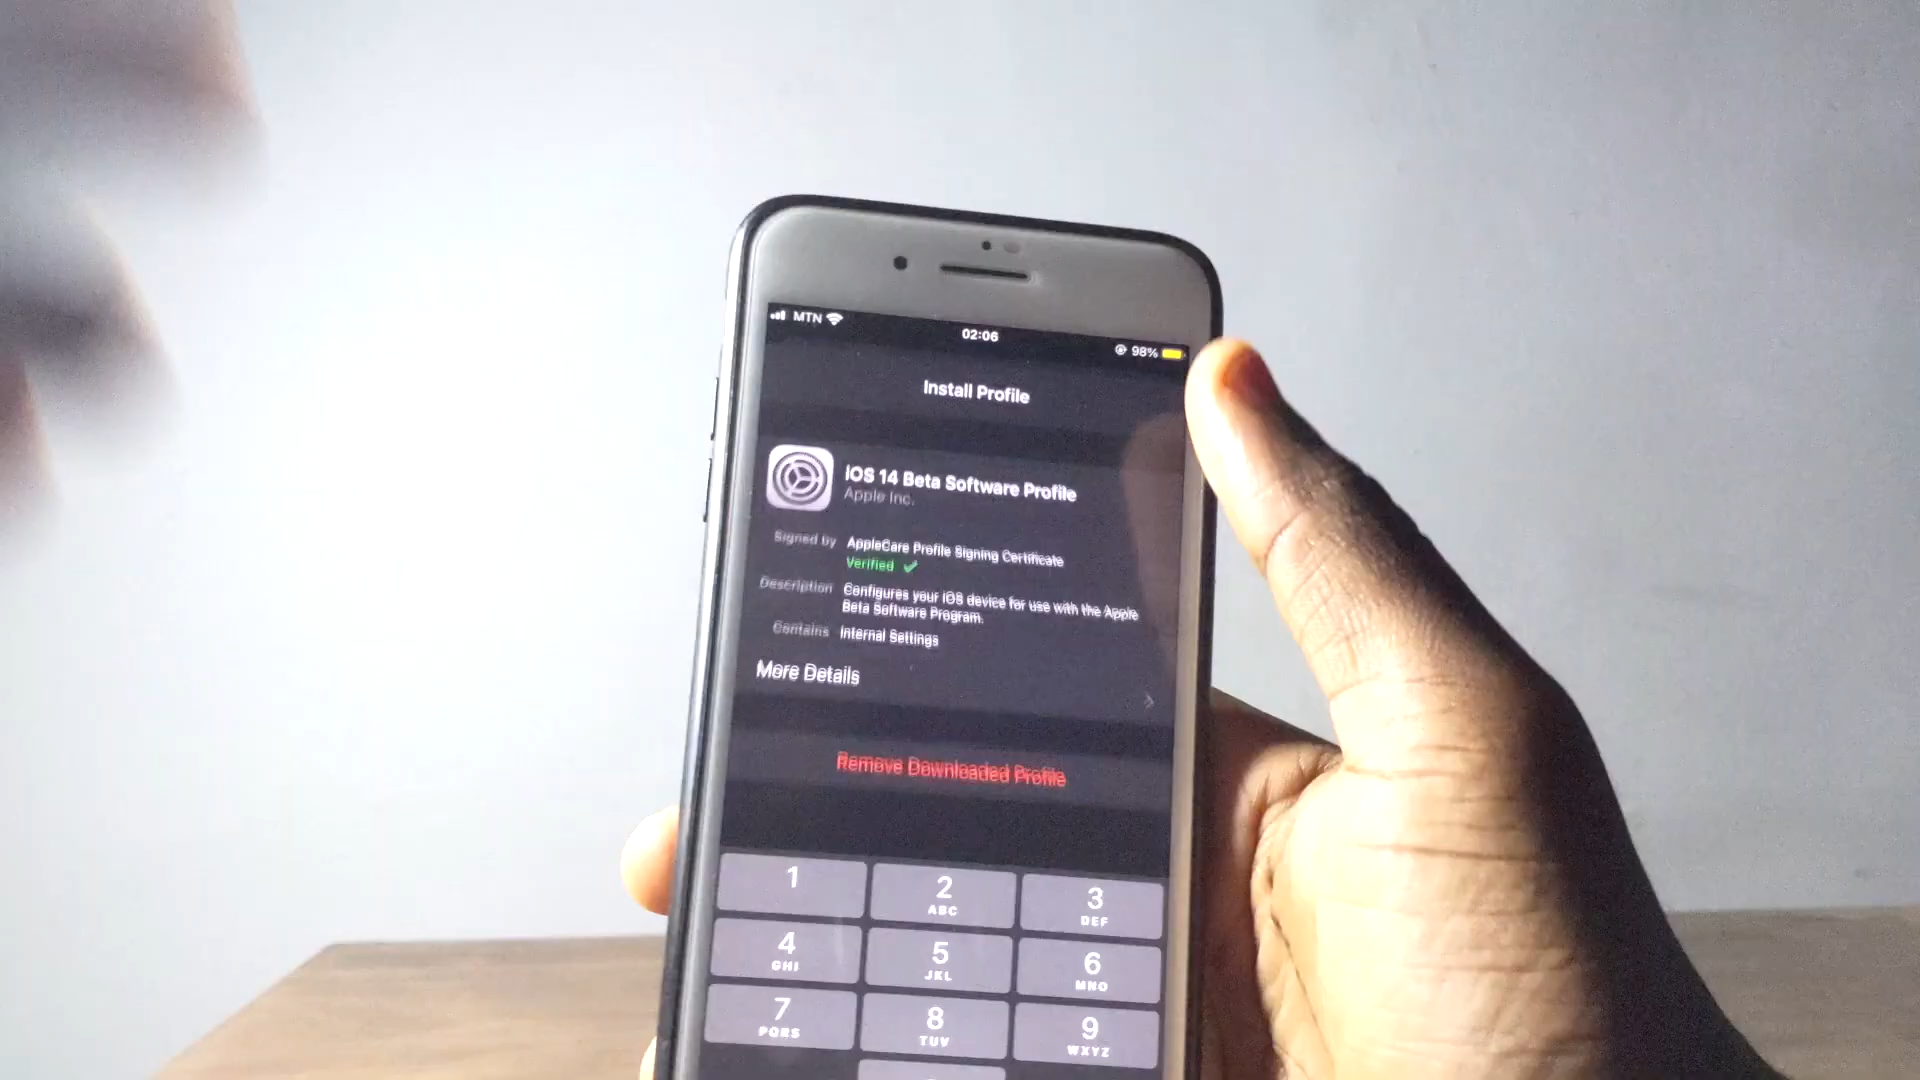 MTN
02:06
98%
Install Profile
iOS 14 Beta Software Profile
Apple Inc.
Signed by AppleCare Profile Signing Certificate
Verified ✓
Description Configures your iOS device for use with the Apple
Beta Software Program.
Contains Internal Settings
More Details
Remove Downloaded Profile
1 2 3
ABC DEF
4 5 6
GHI JKL MNO
7 8 9
PQRS TUV WXYZ